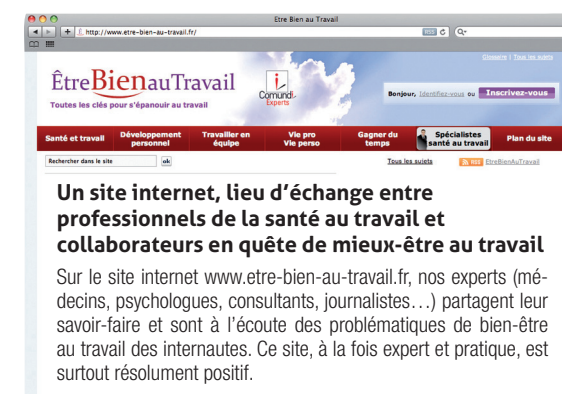 Etre Bien au Travail
http://www.etre-bien-au-travail.fr/
RSS
Glossaire | Tous les sujets
ÊtreBienauTravail
Toutes les clés pour s'épanouir au travail
Comundi
Experts
Bonjour, Identifiez-vous ou Inscrivez-vous
Santé et travail
Développement personnel
Travailler en équipe
Vie pro Vie perso
Gagner du temps
Spécialistes santé au travail
Plan du site
Rechercher dans le site
ok
Tous les sujets
RSS EtreBienAuTravail
Un site internet, lieu d'échange entre
professionnels de la santé au travail et
collaborateurs en quête de mieux-être au travail
Sur le site internet www.etre-bien-au-travail.fr, nos experts (mé-
decins, psychologues, consultants, journalistes…) partagent leur
savoir-faire et sont à l'écoute des problématiques de bien-être
au travail des internautes. Ce site, à la fois expert et pratique, est
surtout résolument positif.